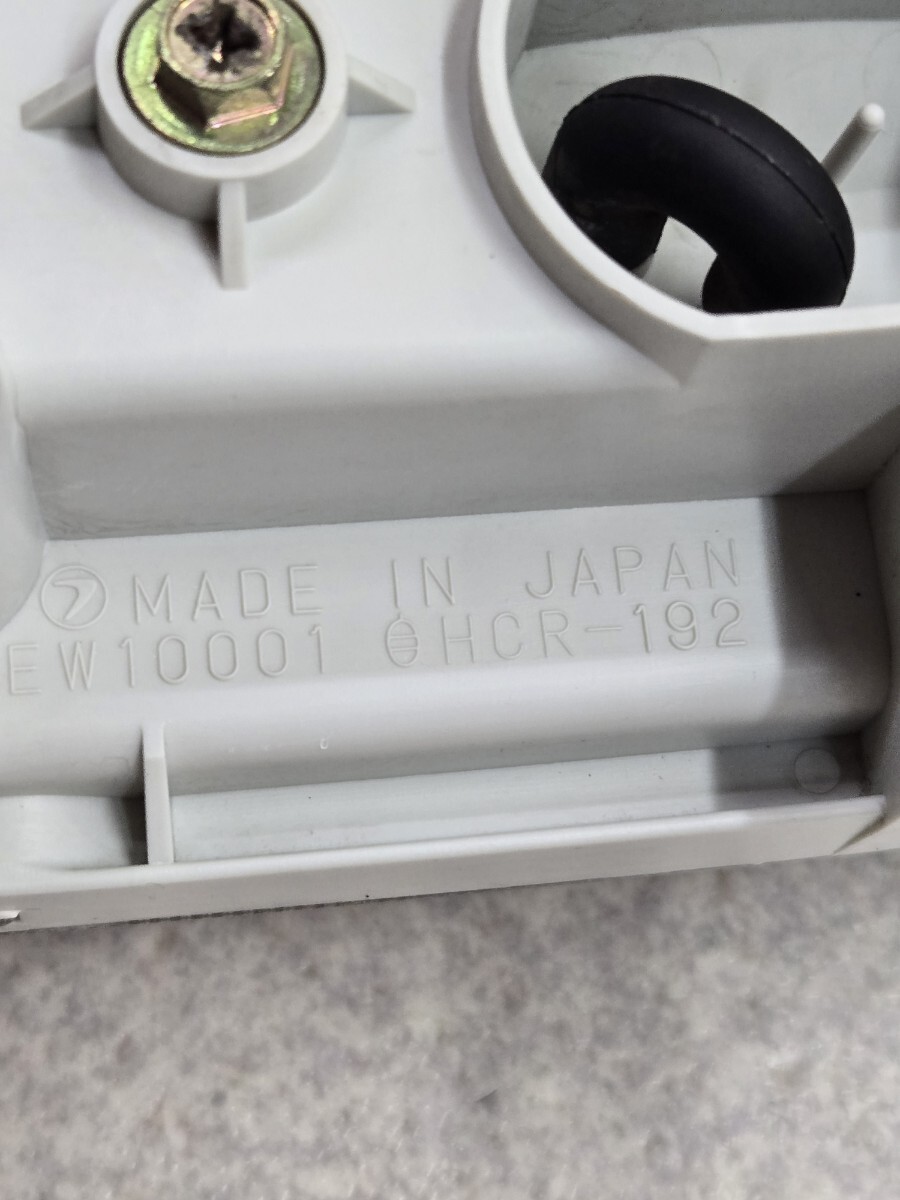 MADE IN JAPAN
EW10001 HCR-192